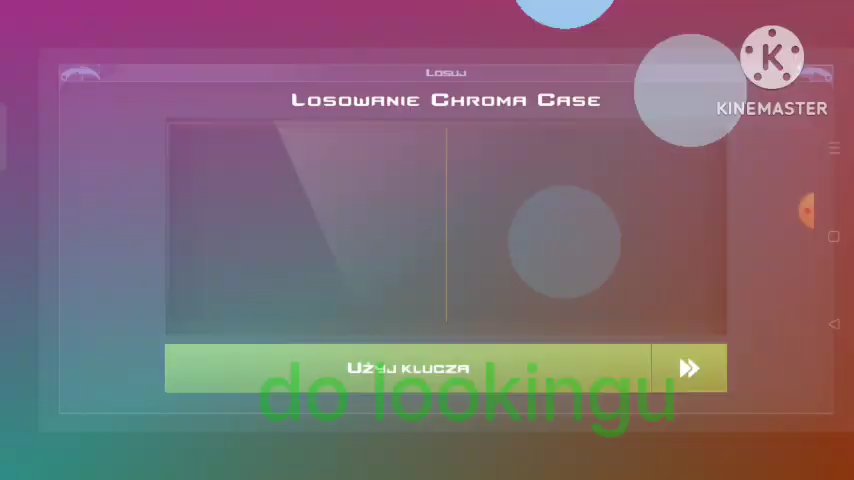 Losuj
Losowanie Chroma Case
KINEMASTER
Użyj klucza
do lookingu